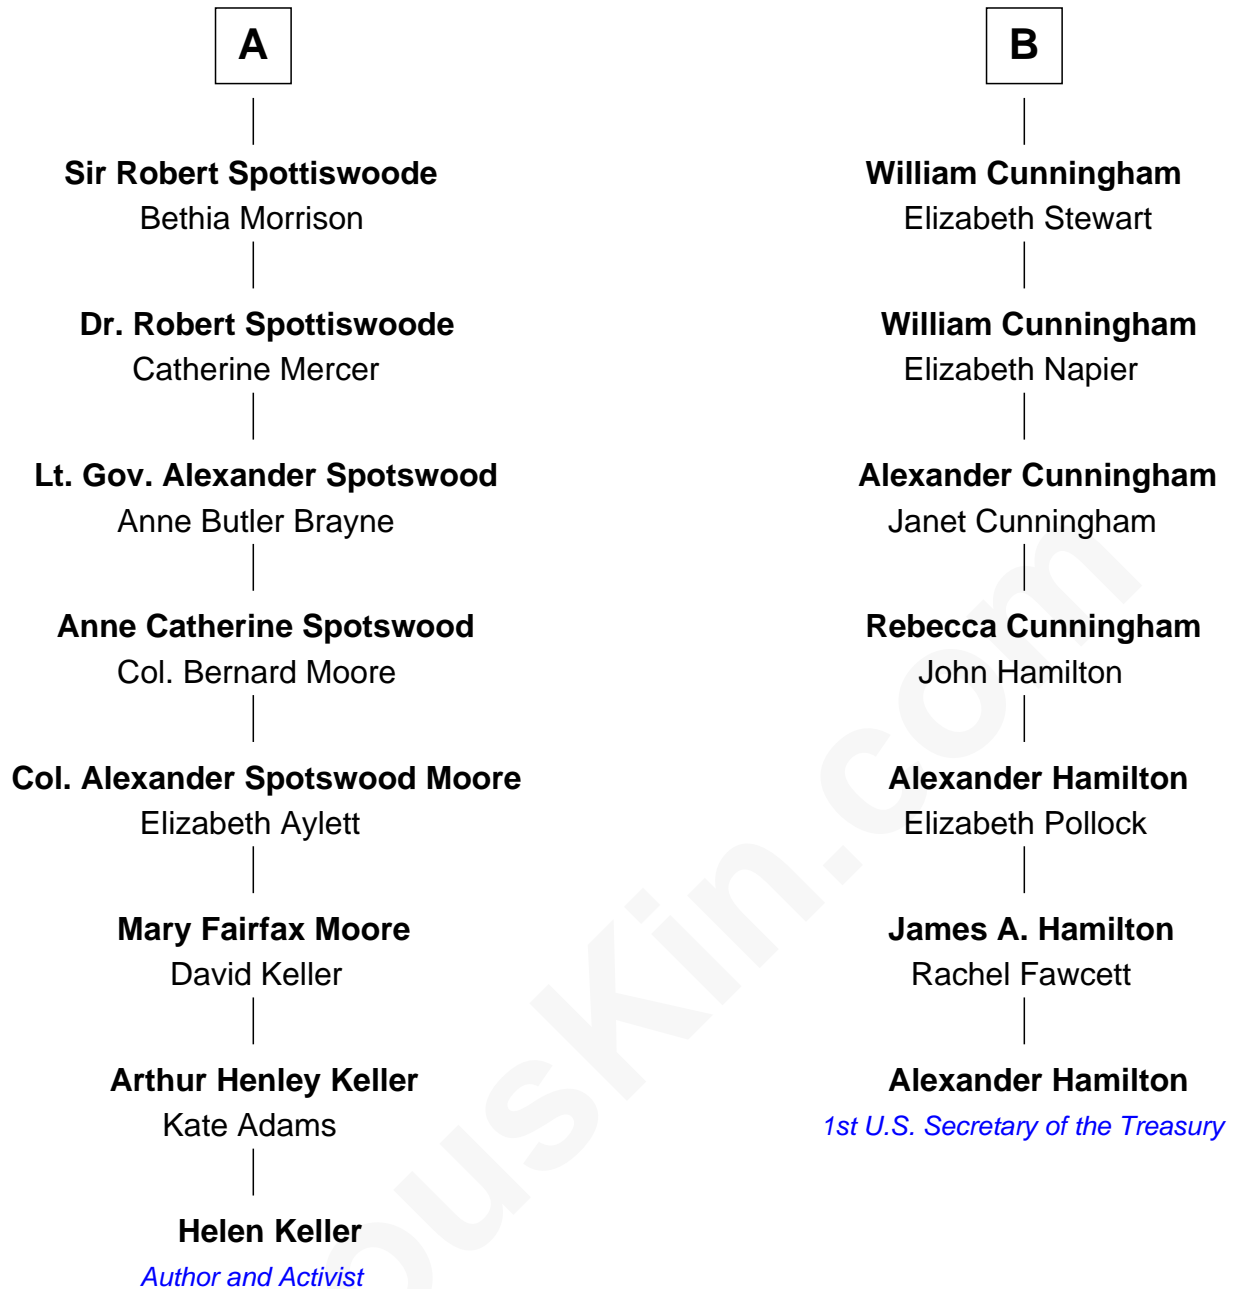 A
Sir Robert Spottiswoode
Bethia Morrison
Dr. Robert Spottiswoode
Catherine Mercer
Lt. Gov. Alexander Spotswood
Anne Butler Brayne
Anne Catherine Spotswood
Col. Bernard Moore
Col. Alexander Spotswood Moore
Elizabeth Aylett
Mary Fairfax Moore
David Keller
Arthur Henley Keller
Kate Adams
Helen Keller
Author and Activist
B
William Cunningham
Elizabeth Stewart
William Cunningham
Elizabeth Napier
Alexander Cunningham
Janet Cunningham
Rebecca Cunningham
John Hamilton
Alexander Hamilton
Elizabeth Pollock
James A. Hamilton
Rachel Fawcett
Alexander Hamilton
1st U.S. Secretary of the Treasury
ousKin.com